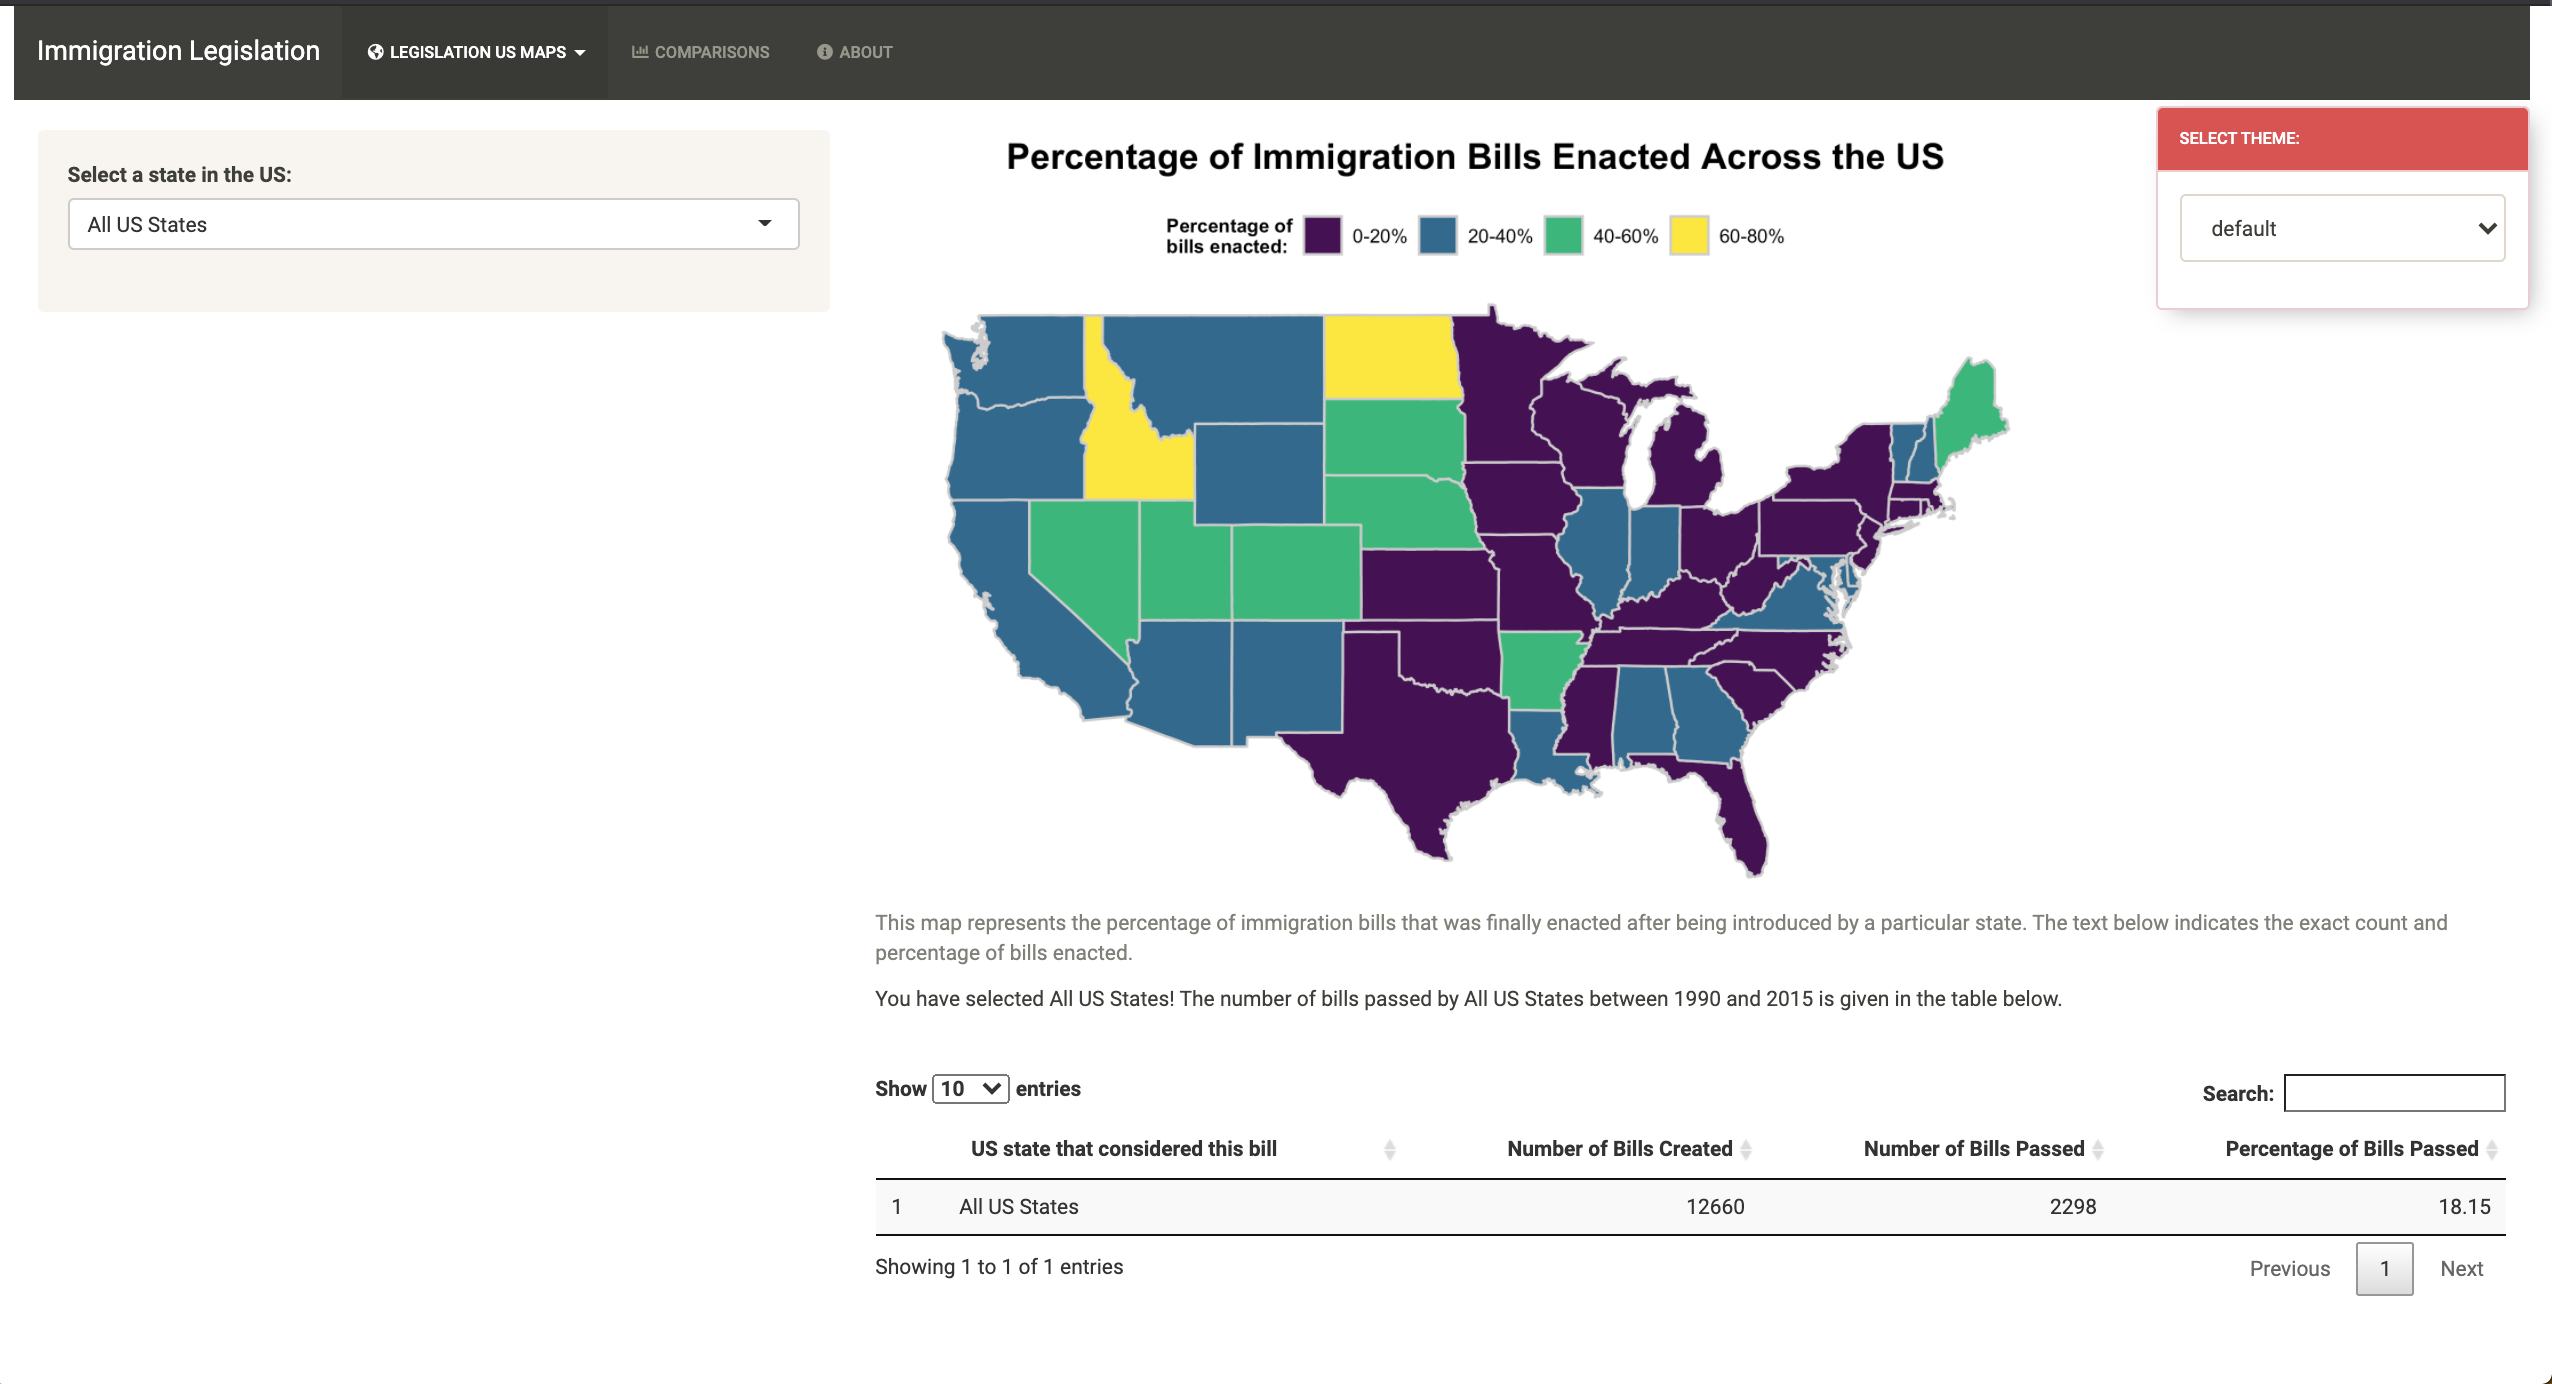 Immigration Legislation
LEGISLATION US MAPS
COMPARISONS
ABOUT
Select a state in the US:
All US States
Percentage of Immigration Bills Enacted Across the US
Percentage of
bills enacted:
0-20%
20-40%
40-60%
60-80%
SELECT THEME:
default
This map represents the percentage of immigration bills that was finally enacted after being introduced by a particular state. The text below indicates the exact count and
percentage of bills enacted.
You have selected All US States! The number of bills passed by All US States between 1990 and 2015 is given in the table below.
Show 10 entries
Search:
US state that considered this bill Number of Bills Created Number of Bills Passed Percentage of Bills Passed
1 All US States 12660 2298 18.15
Showing 1 to 1 of 1 entries
Previous 1 Next